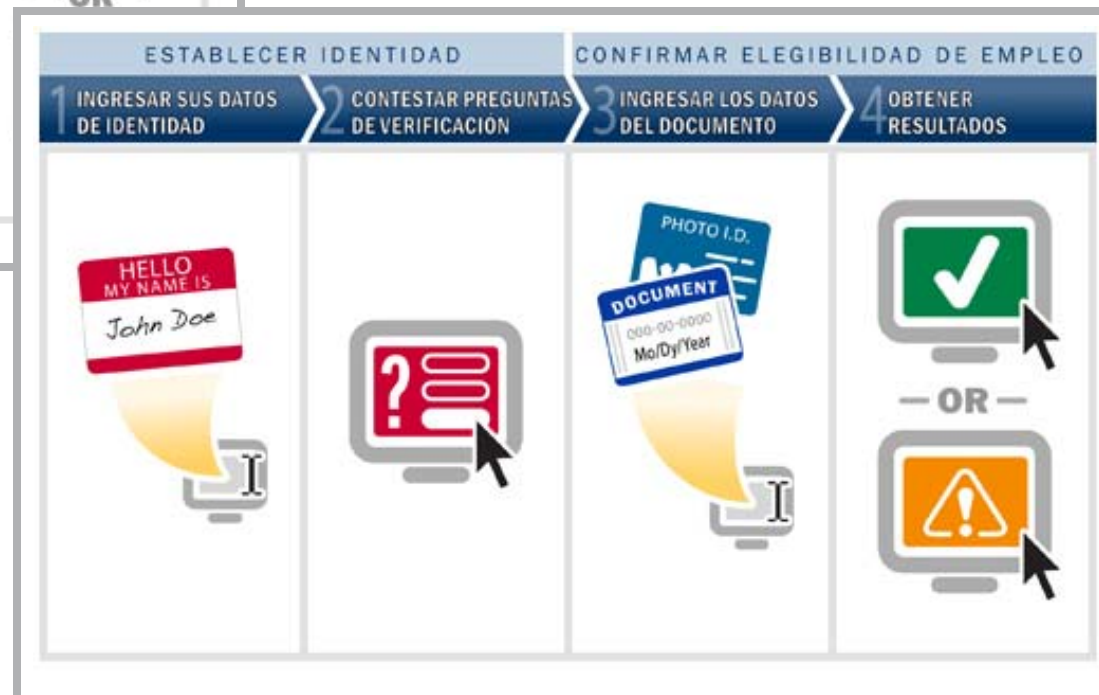 OR
ESTABLECER IDENTIDAD
CONFIRMAR ELEGIBILIDAD DE EMPLEO
1 INGRESAR SUS DATOS
DE IDENTIDAD
2 CONTESTAR PREGUNTAS
DE VERIFICACIÓN
3 INGRESAR LOS DATOS
DEL DOCUMENTO
4 OBTENER
RESULTADOS
HELLO
MY NAME IS
John Doe
?
PHOTO I.D.
DOCUMENT
000-00-0000
Mo/Dy/Year
— OR —
!